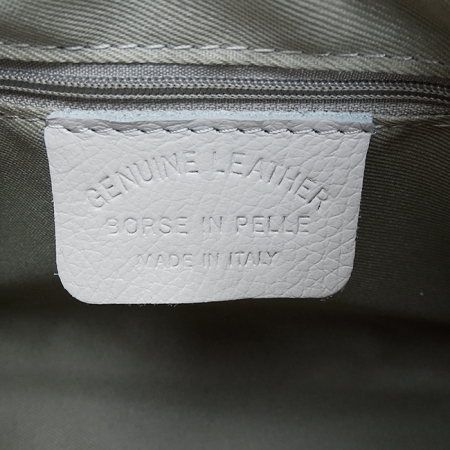 GENUINE LEATHER
BORSE IN PELLE
MADE IN ITALY